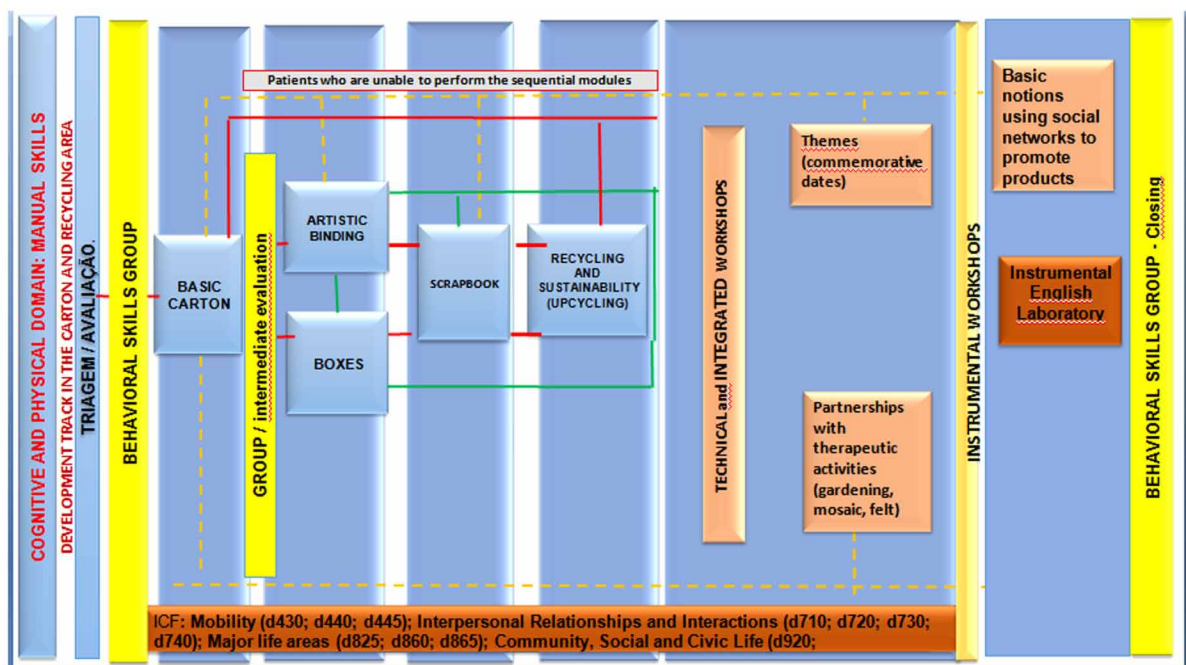 COGNITIVE AND PHYSICAL DOMAIN: MANUAL SKILLS
DEVELOPMENT TRACK IN THE CARTON AND RECYCLING AREA
TRIAGEM / AVALIAÇÃO.
BEHAVIORAL SKILLS GROUP
BASIC
CARTON
GROUP / intermediate evaluation
Patients who are unable to perform the sequential modules
ARTISTIC
BINDING
BOXES
SCRAPBOOK
RECYCLING
AND
SUSTAINABILITY
(UPCYCLING)
TECHNICAL and INTEGRATED WORKSHOPS
Themes
(commemorative
dates)
Partnerships
with
therapeutic
activities
(gardening,
mosaic, felt)
INSTRUMENTAL WORKSHOPS
Basic
notions
using social
networks to
promote
products
Instrumental
English
Laboratory
BEHAVIORAL SKILLS GROUP - Closing
ICF: Mobility (d430; d440; d445); Interpersonal Relationships and Interactions (d710; d720; d730;
d740); Major life areas (d825; d860; d865); Community, Social and Civic Life (d920;